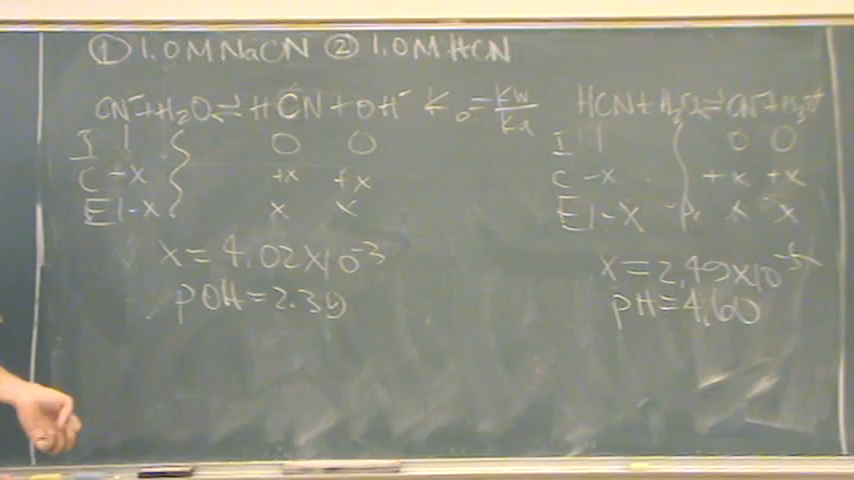 ① 1.0 M NaCN ② 1.0 M HCN
CN⁻ + H₂O ⇌ HCN + OH⁻ K_b = Kw/Ka
I 1 0 0
C -x +x +x
E 1-x x x
x = 4.02 x 10⁻³
pOH = 2.39
HCN + H₂O ⇌ CN⁻ + H₃O⁺
I 1 0 0
C -x +x +x
E 1-x x x
x = 2.49 x 10⁻⁵
pH = 4.60